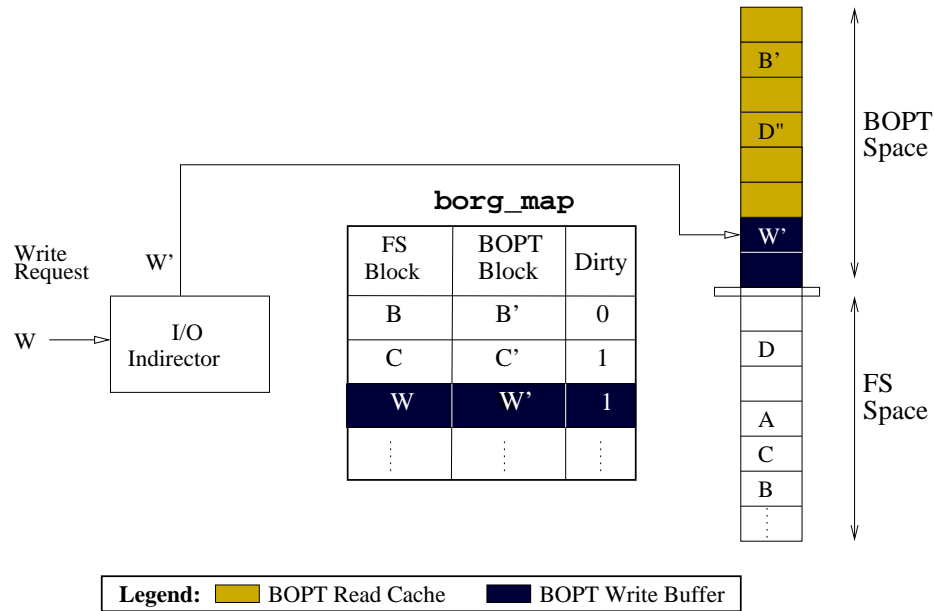 B’
D"
BOPT
Space
borg_map
Write
Request
W’
W’
FS
Block
BOPT
Block
Dirty
W
I/O
Indirector
B
B’
0
C
C’
1
W
W’
1
D
A
C
B
FS
Space
Legend:
BOPT Read Cache
BOPT Write Buffer